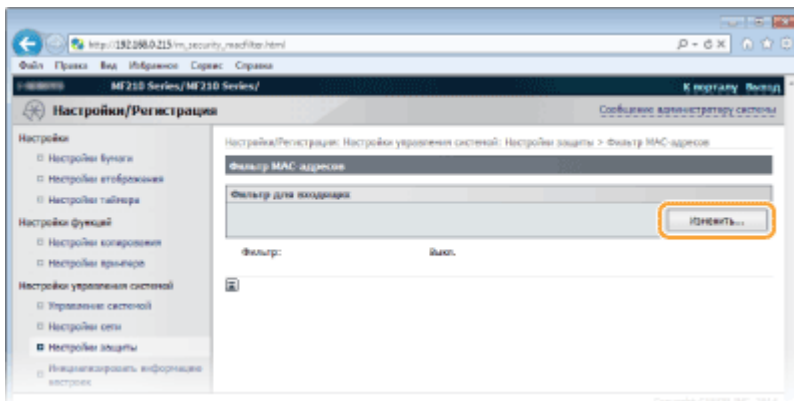 http://192.168.0.215/m_security_macfilter.html
Файл Правка Вид Избранное Сервис Справка
MF210 Series/MF210 Series/
К порталу Выход
Настройки/Регистрация
Сообщение администратору системы
Настройки
Настройки бумаги
Настройки отображения
Настройки таймера
Настройки функций
Настройки копирования
Настройки принтера
Настройки управления системой
Управление системой
Настройки сети
Настройки защиты
Инициализировать информацию настроек
Настройки/Регистрация: Настройки управления системой: Настройки защиты > Фильтр MAC-адресов
Фильтр MAC-адресов
Фильтр для входящих
Изменить...
Фильтр:
Выкл.